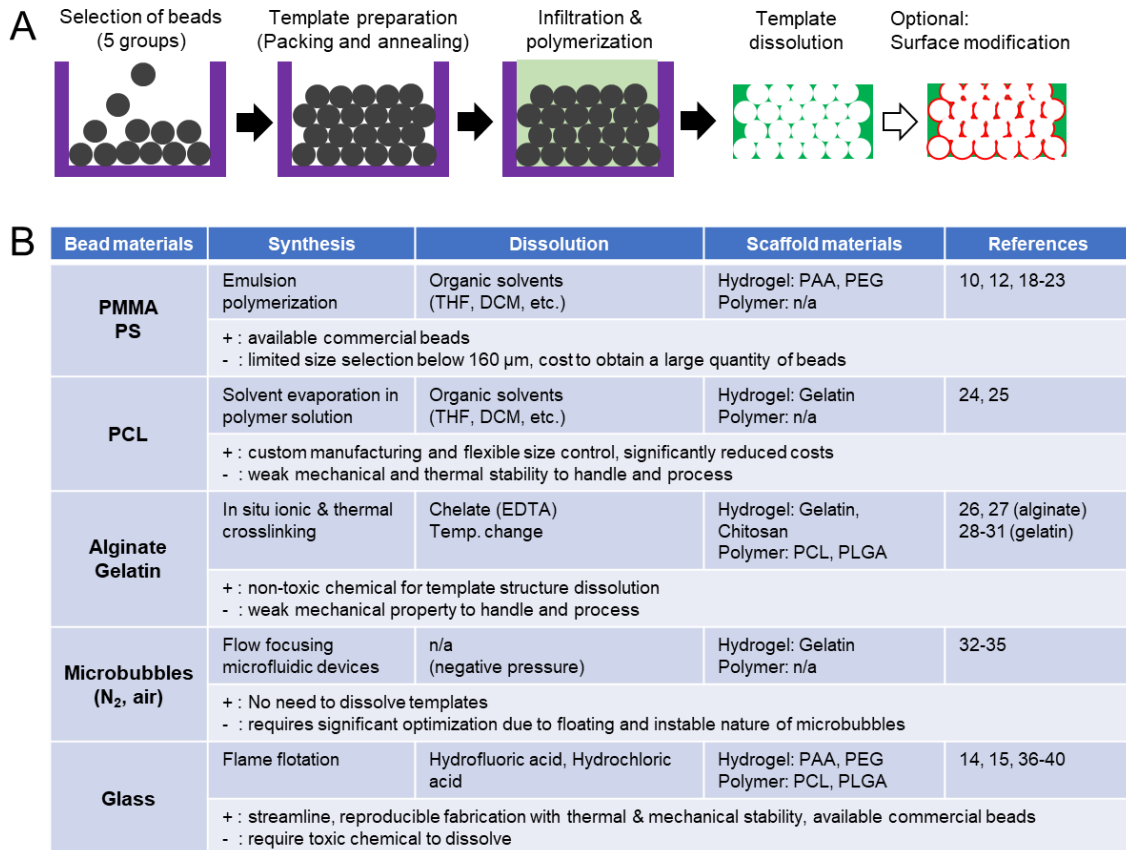 A
Selection of beads
(5 groups)
Template preparation
(Packing and annealing)
Infiltration &
polymerization
Template
dissolution
Optional:
Surface modification
B
Bead materials
Synthesis
Dissolution
Scaffold materials
References
PMMA
PS
Emulsion
polymerization
Organic solvents
(THF, DCM, etc.)
Hydrogel: PAA, PEG
Polymer: n/a
10, 12, 18-23
+ : available commercial beads
- : limited size selection below 160 µm, cost to obtain a large quantity of beads
PCL
Solvent evaporation in
polymer solution
Organic solvents
(THF, DCM, etc.)
Hydrogel: Gelatin
Polymer: n/a
24, 25
+ : custom manufacturing and flexible size control, significantly reduced costs
- : weak mechanical and thermal stability to handle and process
Alginate
Gelatin
In situ ionic & thermal
crosslinking
Chelate (EDTA)
Temp. change
Hydrogel: Gelatin,
Chitosan
Polymer: PCL, PLGA
26, 27 (alginate)
28-31 (gelatin)
+ : non-toxic chemical for template structure dissolution
- : weak mechanical property to handle and process
Microbubbles
(N₂, air)
Flow focusing
microfluidic devices
n/a
(negative pressure)
Hydrogel: Gelatin
Polymer: n/a
32-35
+ : No need to dissolve templates
- : requires significant optimization due to floating and instable nature of microbubbles
Glass
Flame flotation
Hydrofluoric acid, Hydrochloric
acid
Hydrogel: PAA, PEG
Polymer: PCL, PLGA
14, 15, 36-40
+ : streamline, reproducible fabrication with thermal & mechanical stability, available commercial beads
- : require toxic chemical to dissolve